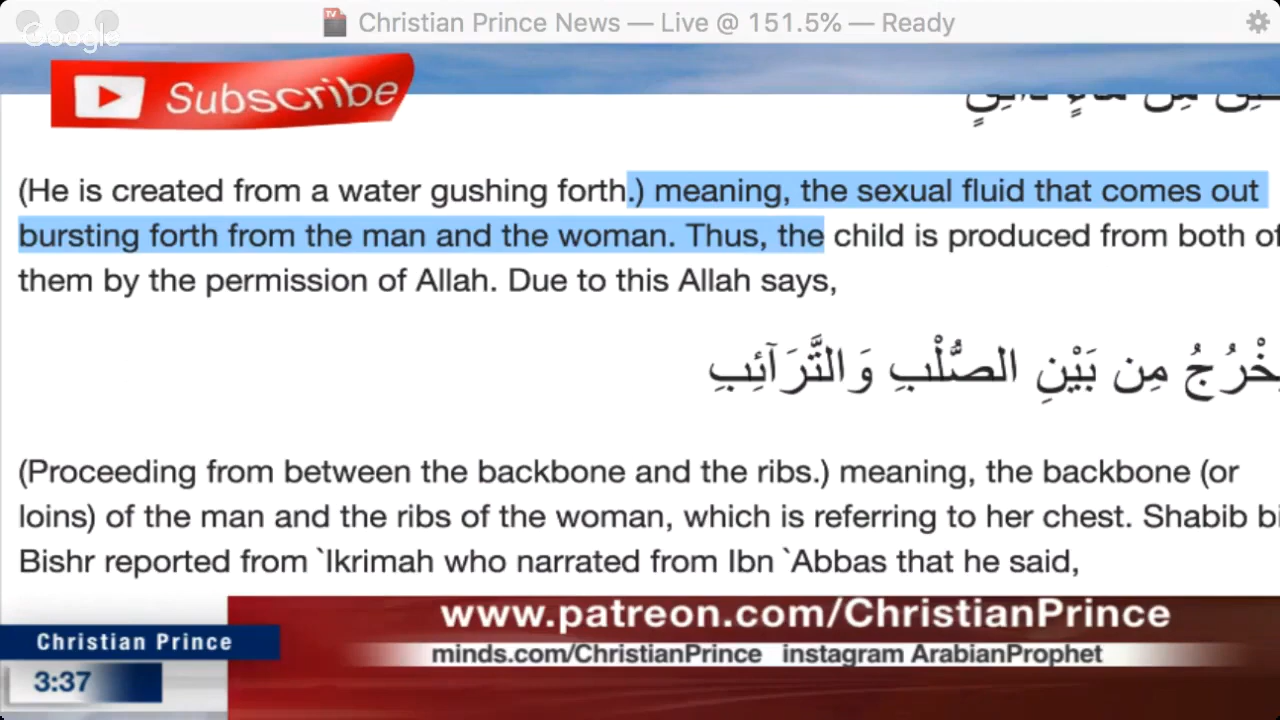 Christian Prince News — Live @ 151.5% — Ready
Google
Subscribe
مِن
(He is created from a water gushing forth.) meaning, the sexual fluid that comes out
bursting forth from the man and the woman. Thus, the child is produced from both of
them by the permission of Allah. Due to this Allah says,
مِن بَيْنِ الصُّلْبِ وَالتَّرَآئِبِ
(Proceeding from between the backbone and the ribs.) meaning, the backbone (or
loins) of the man and the ribs of the woman, which is referring to her chest. Shabib bi
Bishr reported from `Ikrimah who narrated from Ibn `Abbas that he said,
www.patreon.com/ChristianPrince
Christian Prince
minds.com/ChristianPrince instagram ArabianProphet
3:37